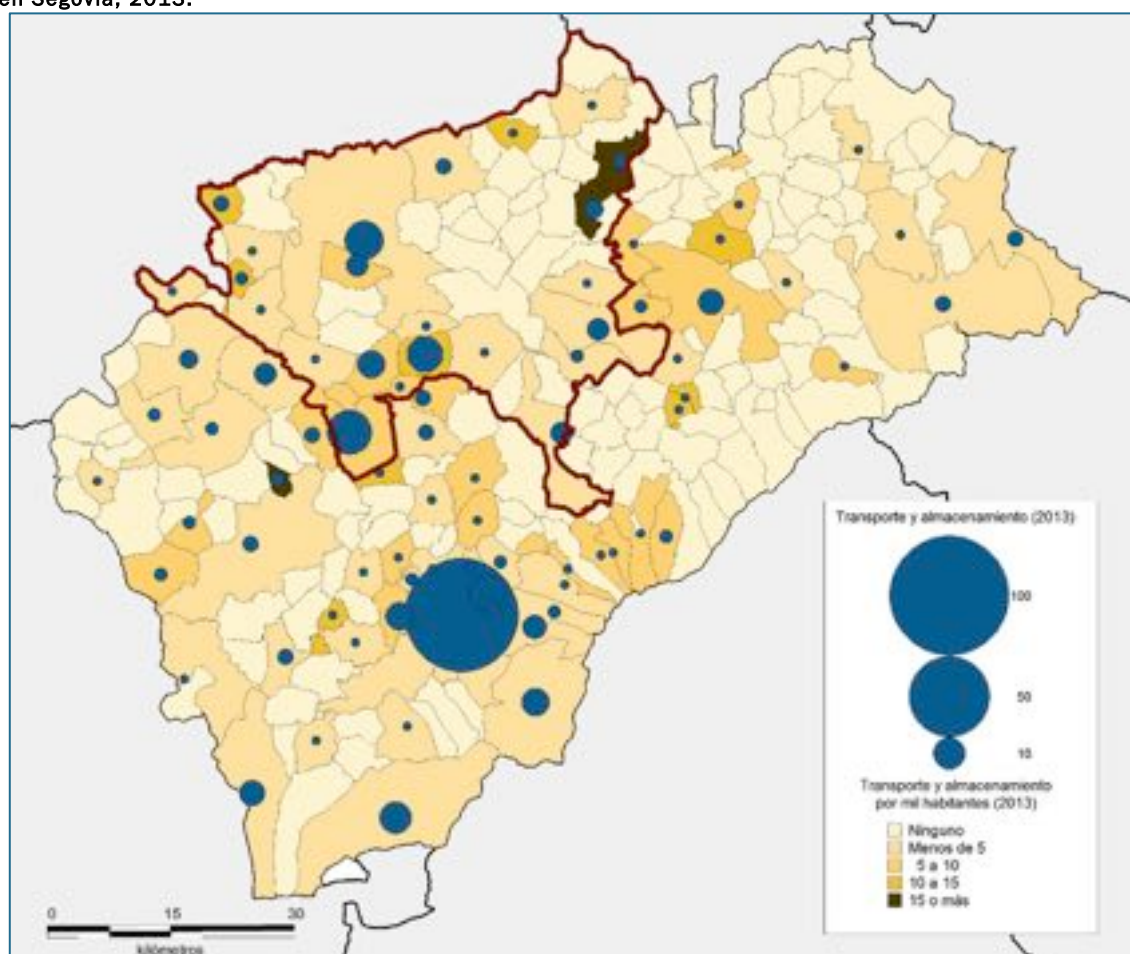 en Segovia, 2013.
Transporte y almacenamiento (2013)
100
50
10
Transporte y almacenamiento
por mil habitantes (2013)
Ninguno
Menos de 5
5 a 10
10 a 15
15 o más
0 15 30
kilómetros